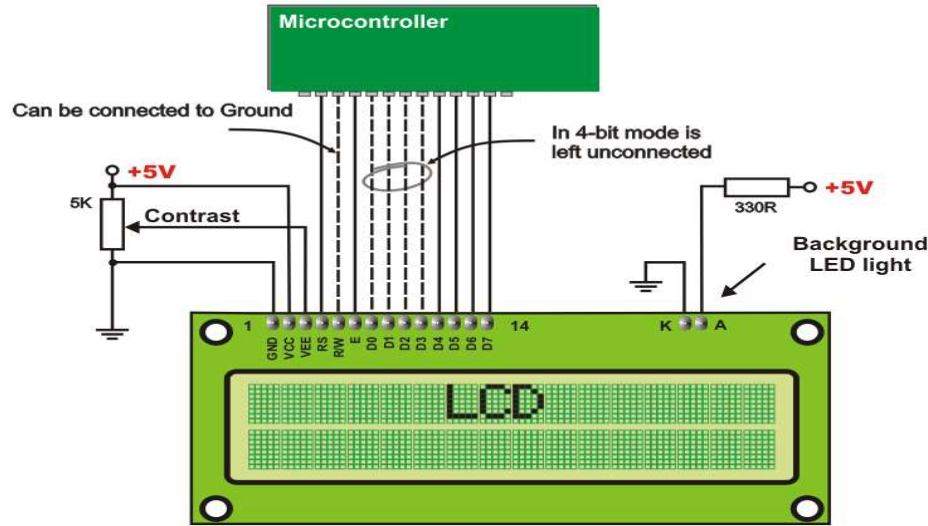 Microcontroller
Can be connected to Ground
In 4-bit mode is
left unconnected
+5V
5K
Contrast
+5V
330R
Background
LED light
1
14
K
A
GND
VCC
VEE
RS
R/W
E
D0
D1
D2
D3
D4
D5
D6
D7
LCD